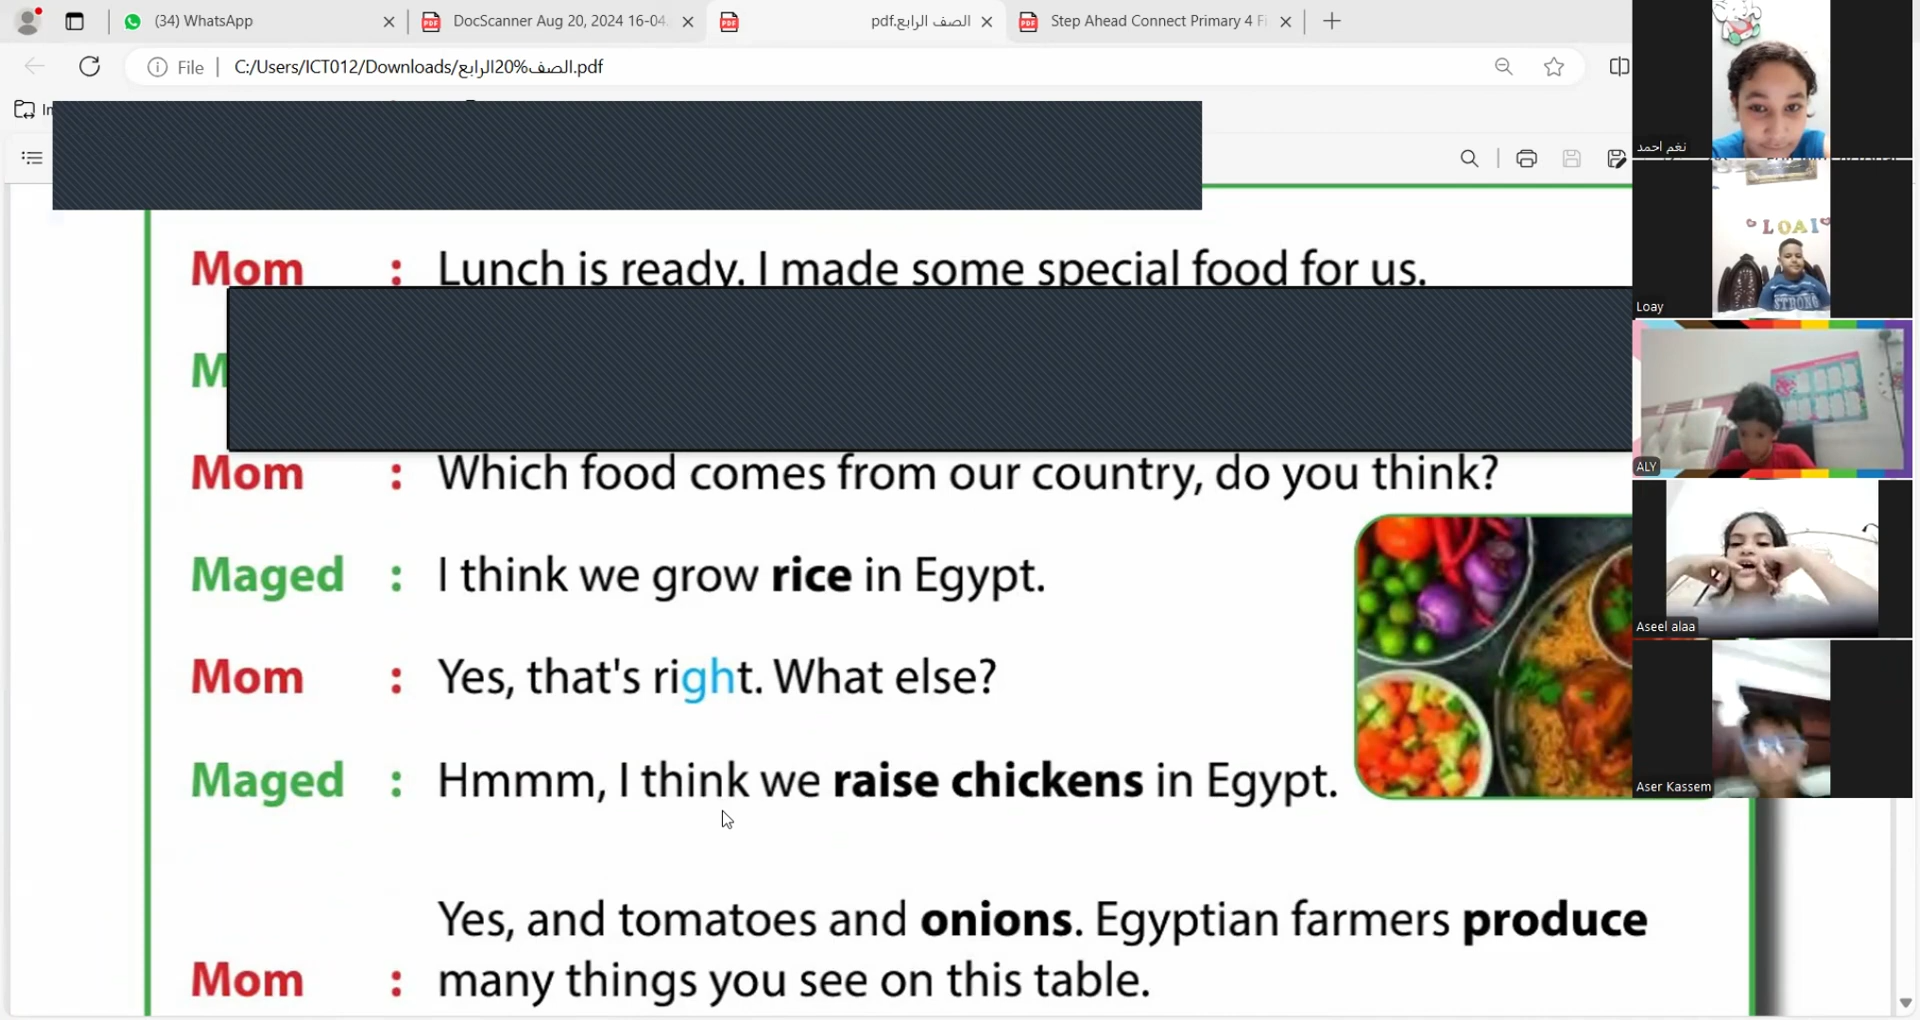 (34) WhatsApp
DocScanner Aug 20, 2024 16-04
الصف الرابع.pdf
Step Ahead Connect Primary 4 Fi
File
C:/Users/ICT012/Downloads/الصف%20الرابع.pdf
نغم احمد
Mom : Lunch is ready. I made some special food for us.
LOAI
STRONG
Loay
Mom : Which food comes from our country, do you think?
ALY
Maged : I think we grow rice in Egypt.
Aseel alaa
Mom : Yes, that's right. What else?
Maged : Hmmm, I think we raise chickens in Egypt.
Aser Kassem
Yes, and tomatoes and onions. Egyptian farmers produce
Mom : many things you see on this table.